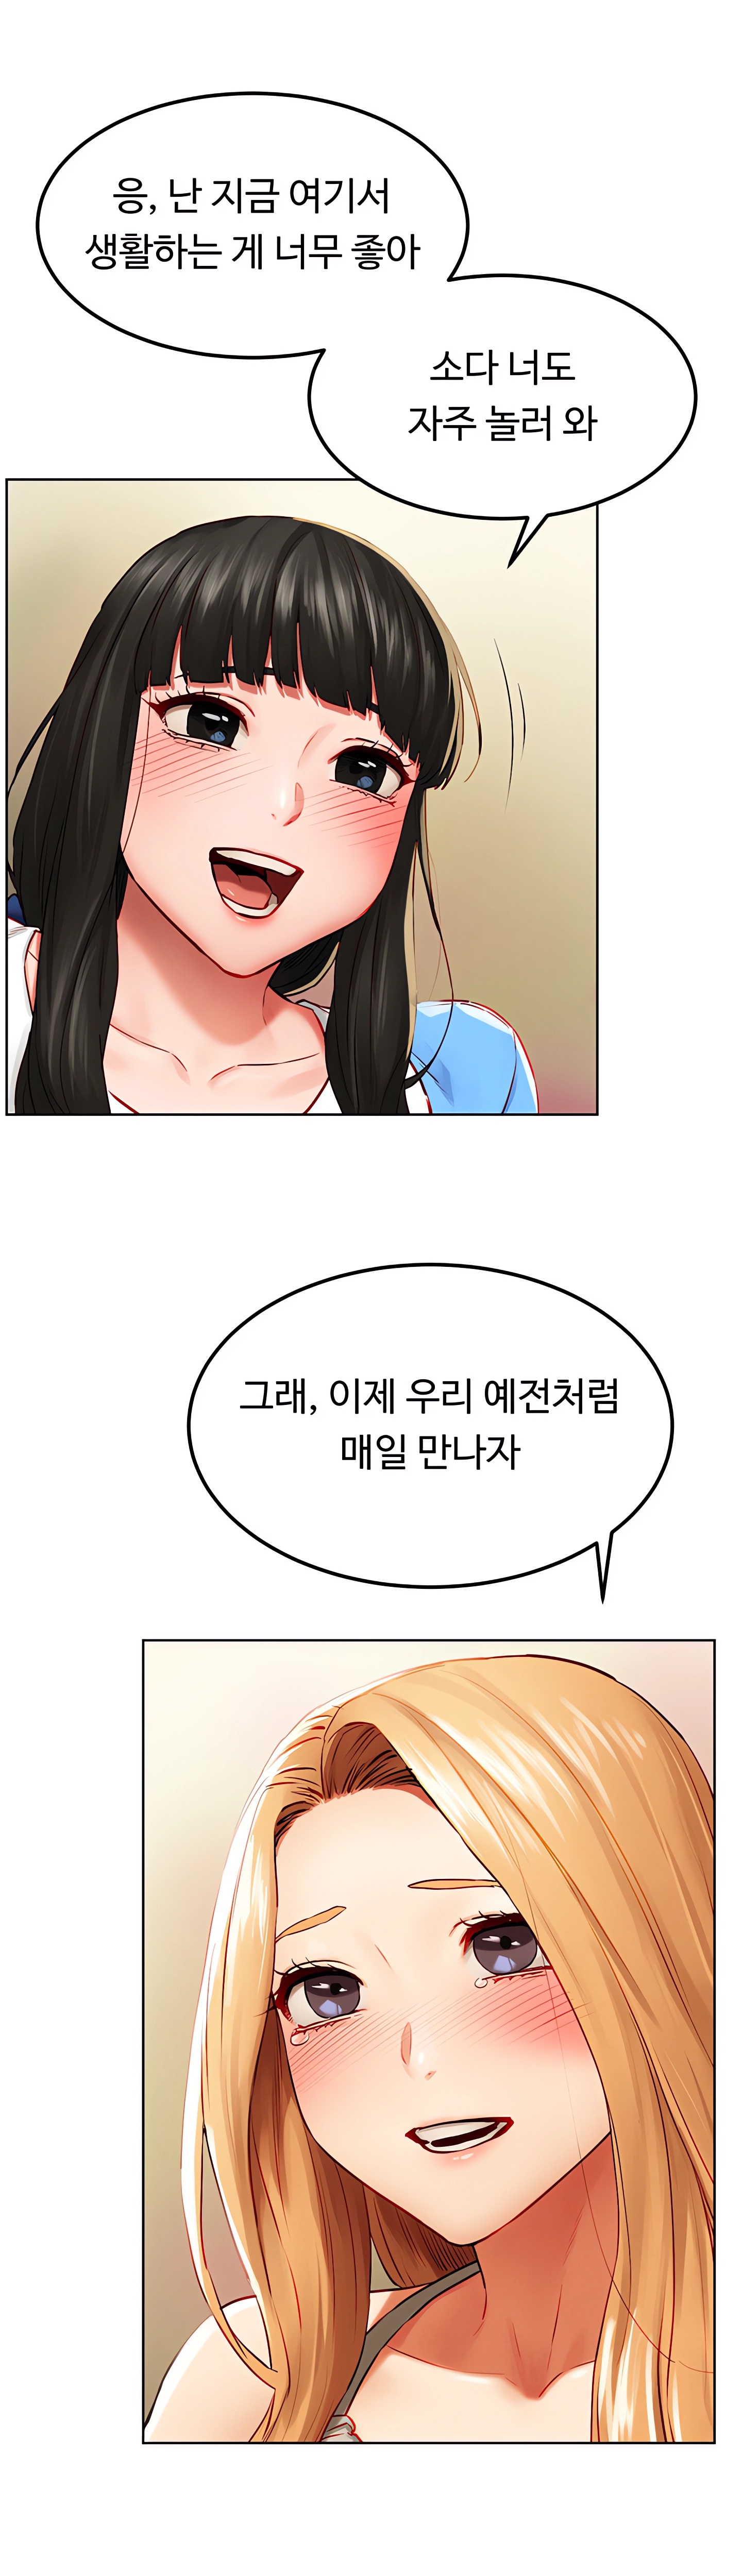 응, 난 지금 여기서
생활하는 게 너무 좋아
소다 너도
자주 놀러 와
그래, 이제 우리 예전처럼
매일 만나자